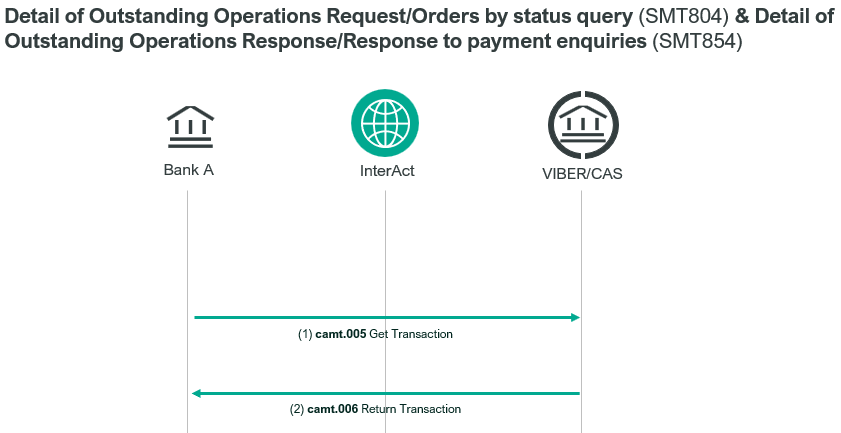 Detail of Outstanding Operations Request/Orders by status query (SMT804) & Detail of
Outstanding Operations Response/Response to payment enquiries (SMT854)
Bank A
InterAct
VIBER/CAS
(1) camt.005 Get Transaction
(2) camt.006 Return Transaction